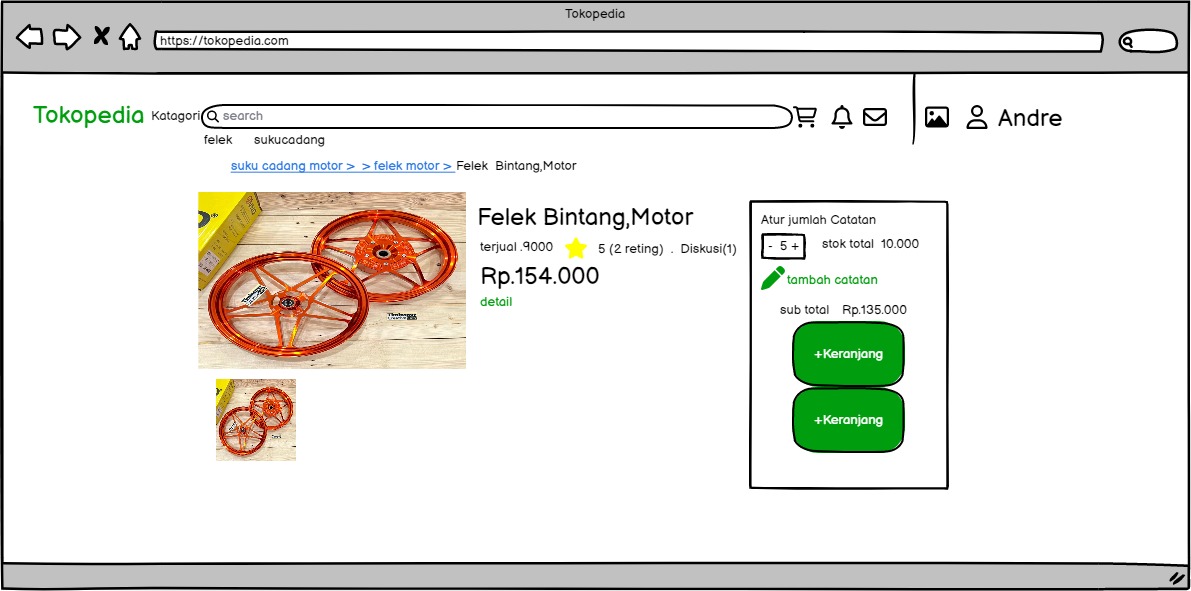 Tokopedia
https://tokopedia.com
Tokopedia Katagori search Andre
felek sukucadang
suku cadang motor > > felek motor > Felek Bintang,Motor
Felek Bintang,Motor
terjual .9000 5 (2 reting) . Diskusi(1)
Rp.154.000
detail
Atur jumlah Catatan
- 5 + stok total 10.000
tambah catatan
sub total Rp.135.000
+Keranjang
+Keranjang